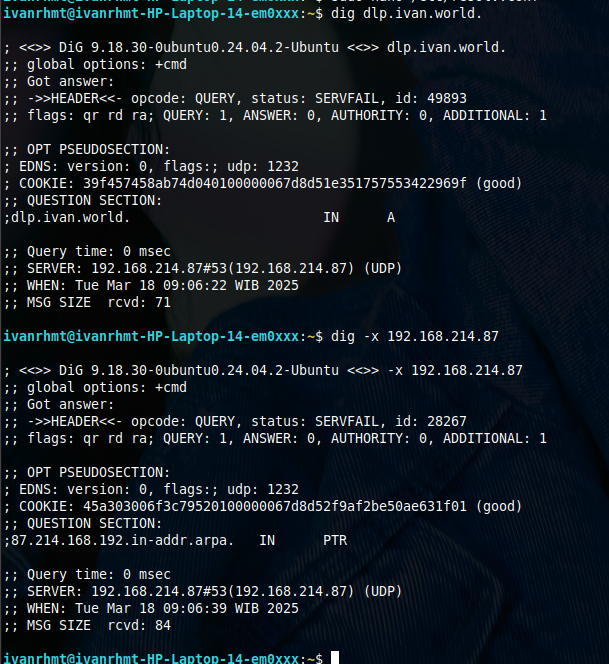 ivanrhmt@ivanrhmt-HP-Laptop-14-em0xxx:~$ dig dlp.ivan.world.

; <<>> DiG 9.18.30-0ubuntu0.24.04.2-Ubuntu <<>> dlp.ivan.world.
;; global options: +cmd
;; Got answer:
;; ->>HEADER<<- opcode: QUERY, status: SERVFAIL, id: 49893
;; flags: qr rd ra; QUERY: 1, ANSWER: 0, AUTHORITY: 0, ADDITIONAL: 1

;; OPT PSEUDOSECTION:
; EDNS: version: 0, flags:; udp: 1232
; COOKIE: 39f457458ab74d040100000067d8d51e351757553422969f (good)
;; QUESTION SECTION:
;dlp.ivan.world. IN A

;; Query time: 0 msec
;; SERVER: 192.168.214.87#53(192.168.214.87) (UDP)
;; WHEN: Tue Mar 18 09:06:22 WIB 2025
;; MSG SIZE rcvd: 71

ivanrhmt@ivanrhmt-HP-Laptop-14-em0xxx:~$ dig -x 192.168.214.87

; <<>> DiG 9.18.30-0ubuntu0.24.04.2-Ubuntu <<>> -x 192.168.214.87
;; global options: +cmd
;; Got answer:
;; ->>HEADER<<- opcode: QUERY, status: SERVFAIL, id: 28267
;; flags: qr rd ra; QUERY: 1, ANSWER: 0, AUTHORITY: 0, ADDITIONAL: 1

;; OPT PSEUDOSECTION:
; EDNS: version: 0, flags:; udp: 1232
; COOKIE: 45a303006f3c79520100000067d8d52f9af2be50ae631f01 (good)
;; QUESTION SECTION:
;87.214.168.192.in-addr.arpa. IN PTR

;; Query time: 0 msec
;; SERVER: 192.168.214.87#53(192.168.214.87) (UDP)
;; WHEN: Tue Mar 18 09:06:39 WIB 2025
;; MSG SIZE rcvd: 84

ivanrhmt@ivanrhmt-HP-Laptop-14-em0xxx:~$